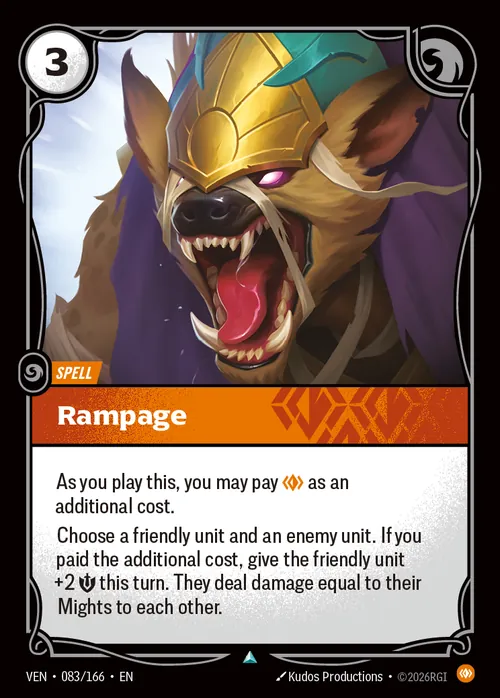 3
SPELL
Rampage
As you play this, you may pay as an
additional cost.
Choose a friendly unit and an enemy unit. If you
paid the additional cost, give the friendly unit
+2 this turn. They deal damage equal to their
Mights to each other.
VEN • 083/166 • EN
Kudos Productions • ©2026RGI